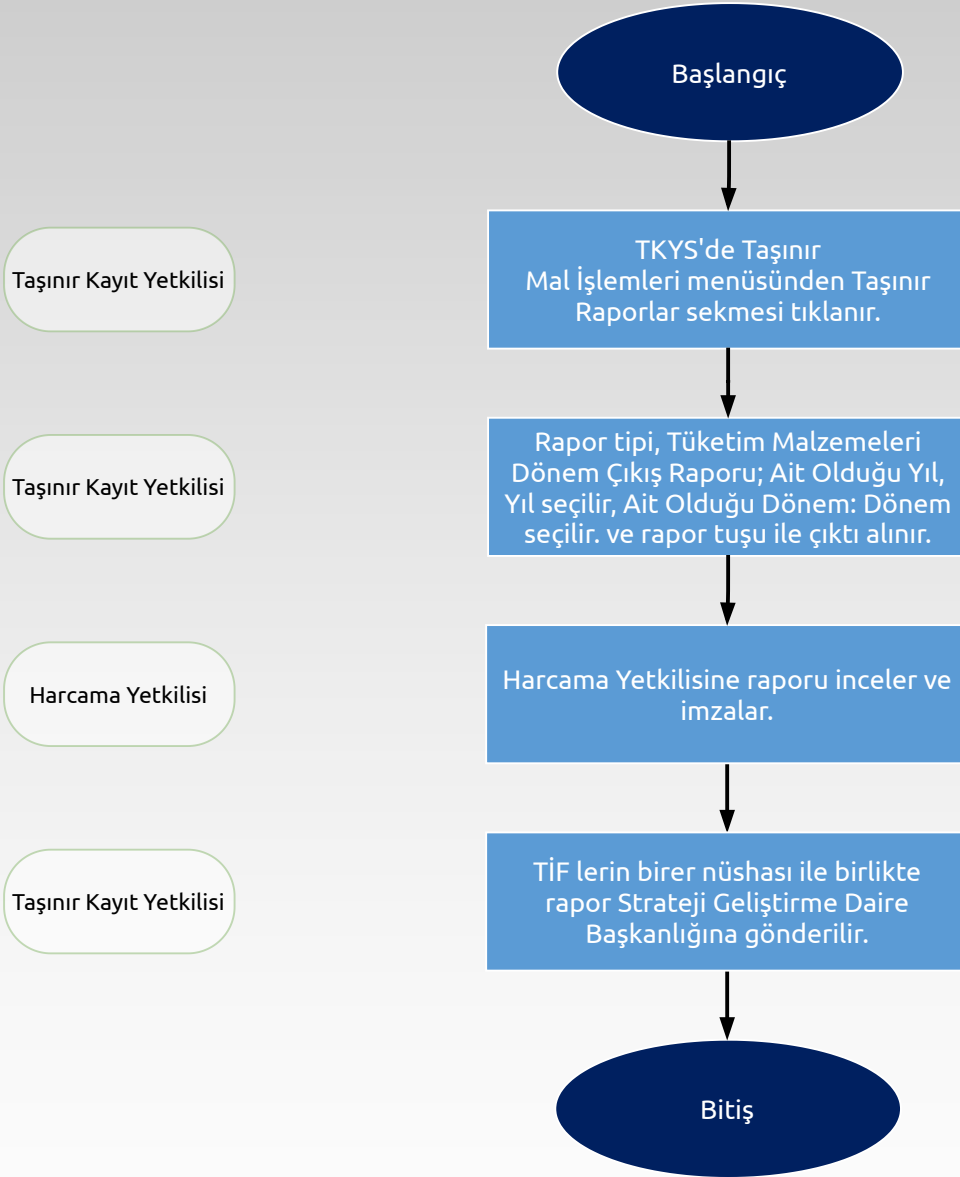 Başlangıç
Taşınır Kayıt Yetkilisi
TKYS'de Taşınır
Mal İşlemleri menüsünden Taşınır
Raporlar sekmesi tıklanır.
Taşınır Kayıt Yetkilisi
Rapor tipi, Tüketim Malzemeleri
Dönem Çıkış Raporu; Ait Olduğu Yıl,
Yıl seçilir, Ait Olduğu Dönem: Dönem
seçilir. ve rapor tuşu ile çıktı alınır.
Harcama Yetkilisi
Harcama Yetkilisine raporu inceler ve
imzalar.
Taşınır Kayıt Yetkilisi
TİF lerin birer nüshası ile birlikte
rapor Strateji Geliştirme Daire
Başkanlığına gönderilir.
Bitiş